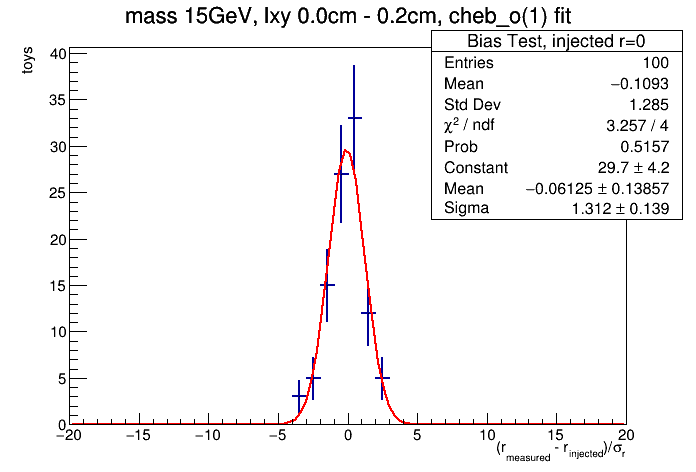 mass 15GeV, lxy 0.0cm - 0.2cm, cheb_o(1) fit
Bias Test, injected r=0
Entries 100
Mean −0.1093
Std Dev 1.285
χ² / ndf 3.257 / 4
Prob 0.5157
Constant 29.7 ± 4.2
Mean −0.06125 ± 0.13857
Sigma 1.312 ± 0.139
toys
40
35
30
25
20
15
10
5
0
−20 −15 −10 −5 0 5 10 15 20
(r_measured - r_injected)/σ_r